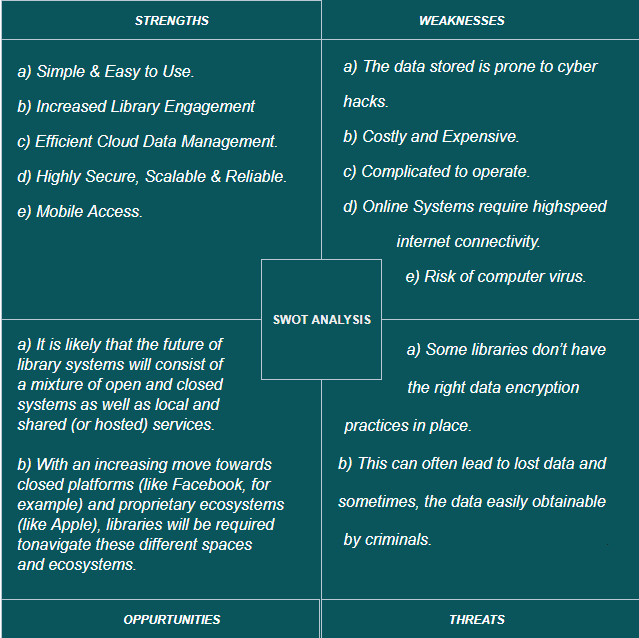 STRENGTHS
a) Simple & Easy to Use.
b) Increased Library Engagement
c) Efficient Cloud Data Management.
d) Highly Secure, Scalable & Reliable.
e) Mobile Access.
WEAKNESSES
a) The data stored is prone to cyber
hacks.
b) Costly and Expensive.
c) Complicated to operate.
d) Online Systems require highspeed
internet connectivity.
e) Risk of computer virus.
SWOT ANALYSIS
a) It is likely that the future of
library systems will consist of
a mixture of open and closed
systems as well as local and
shared (or hosted) services.
b) With an increasing move towards
closed platforms (like Facebook, for
example) and proprietary ecosystems
(like Apple), libraries will be required
tonavigate these different spaces
and ecosystems.
OPPURTUNITIES
a) Some libraries don’t have
the right data encryption
practices in place.
b) This can often lead to lost data and
sometimes, the data easily obtainable
by criminals.
THREATS